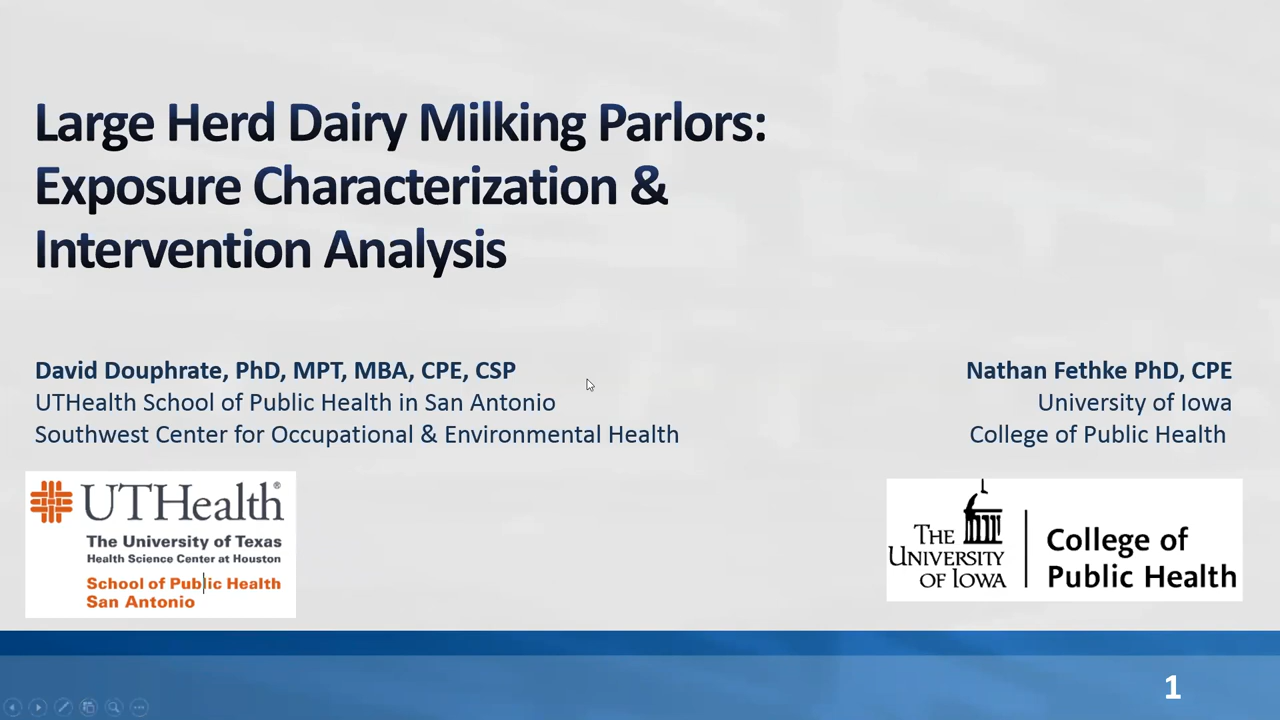 Large Herd Dairy Milking Parlors:
Exposure Characterization &
Intervention Analysis
David Douphrate, PhD, MPT, MBA, CPE, CSP
UTHealth School of Public Health in San Antonio
Southwest Center for Occupational & Environmental Health
Nathan Fethke PhD, CPE
University of Iowa
College of Public Health
UTHealth®
The University of Texas
Health Science Center at Houston
School of Public Health
San Antonio
THE
UNIVERSITY
OF IOWA
College of
Public Health
1